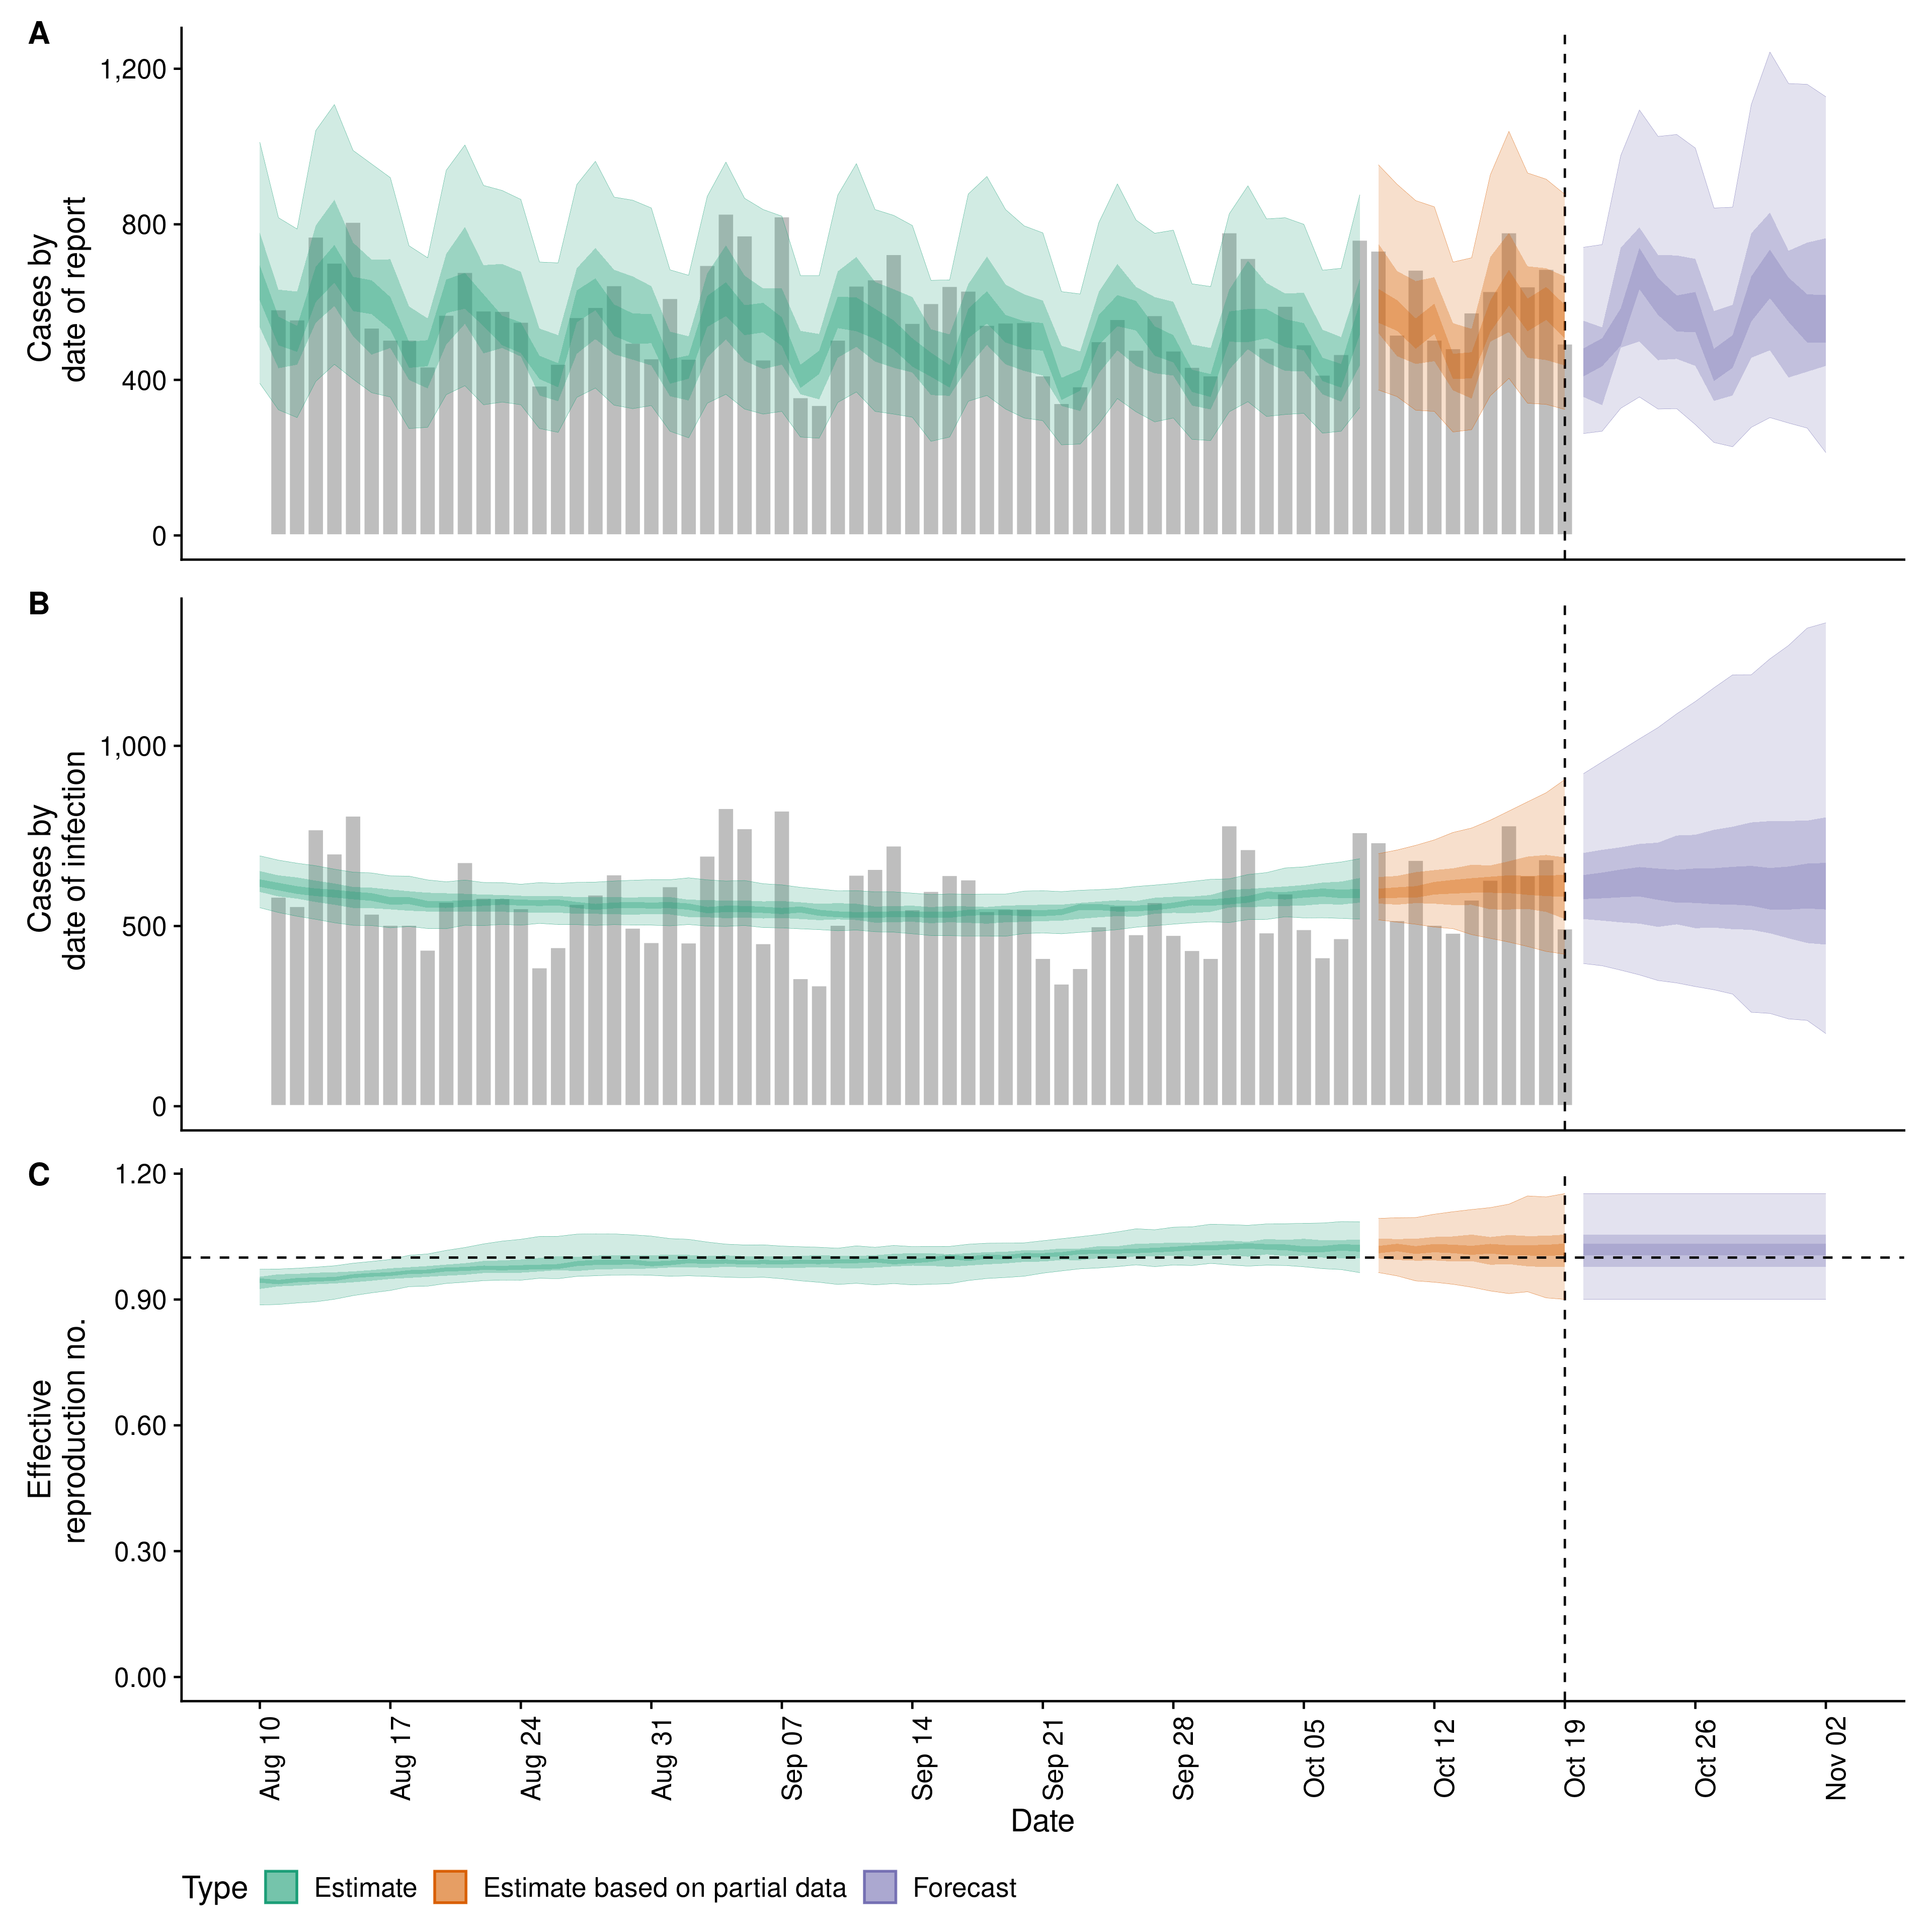 A
Cases by
date of report
1,200
800
400
0
B
Cases by
date of infection
1,000
500
0
C
Effective
reproduction no.
1.20
0.90
0.60
0.30
0.00
Aug 10
Aug 17
Aug 24
Aug 31
Sep 07
Sep 14
Sep 21
Sep 28
Oct 05
Oct 12
Oct 19
Oct 26
Nov 02
Date
Type Estimate Estimate based on partial data Forecast